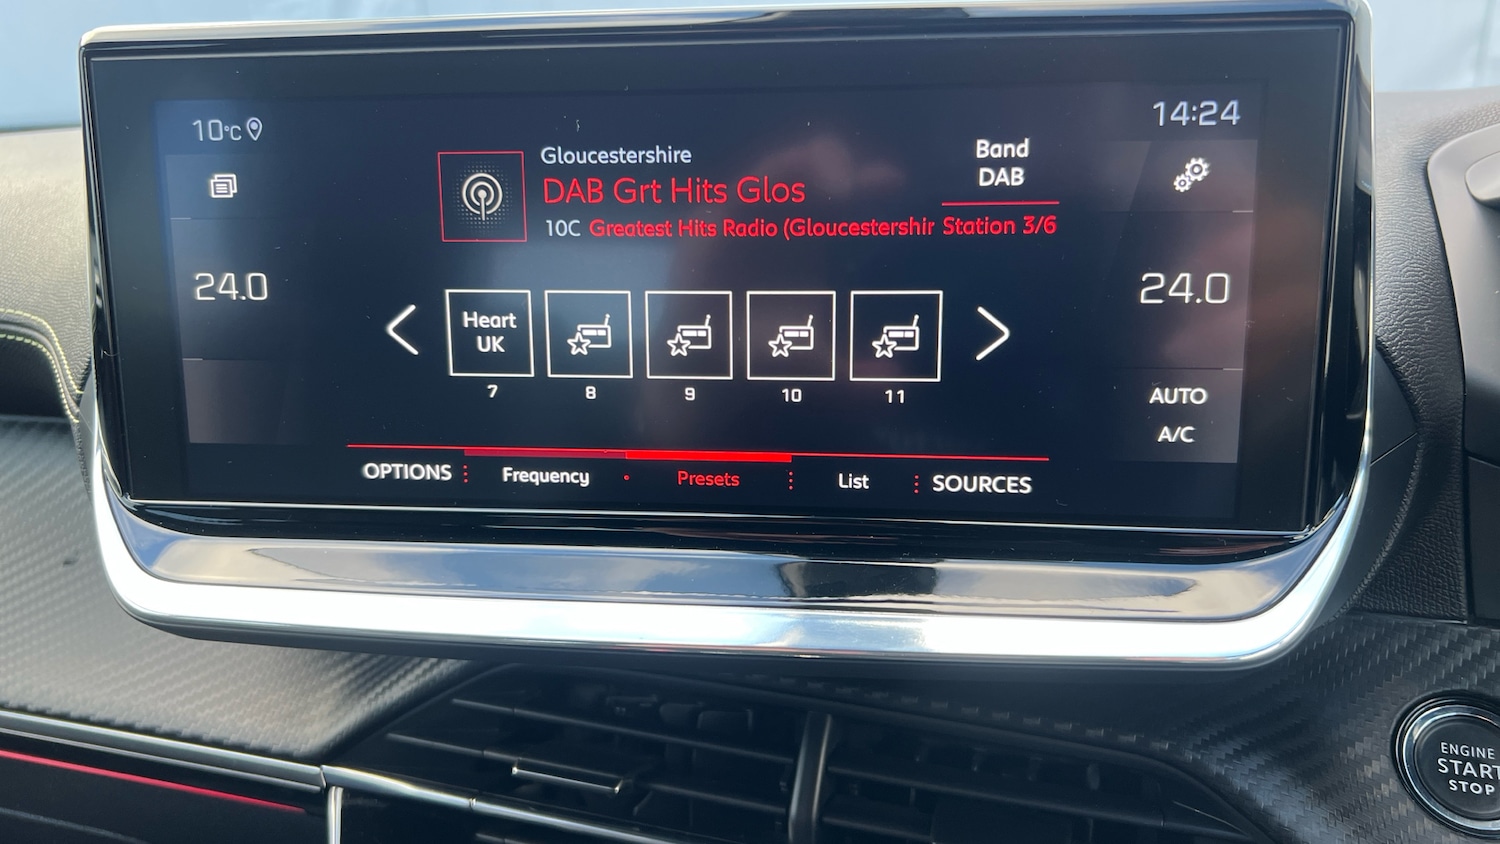 10°C
14:24
Gloucestershire
DAB Grt Hits Glos
10C Greatest Hits Radio (Gloucestershir Station 3/6
Band
DAB
24.0
24.0
Heart
UK
7
8
9
10
11
AUTO
A/C
OPTIONS
Frequency
Presets
List
SOURCES
ENGINE
START
STOP